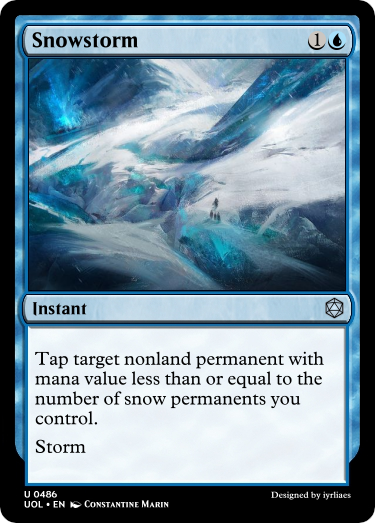 Snowstorm 1
Instant
Tap target nonland permanent with
mana value less than or equal to the
number of snow permanents you
control.
Storm
U 0486
UOL • EN Constantine Marin
Designed by iyrliaes